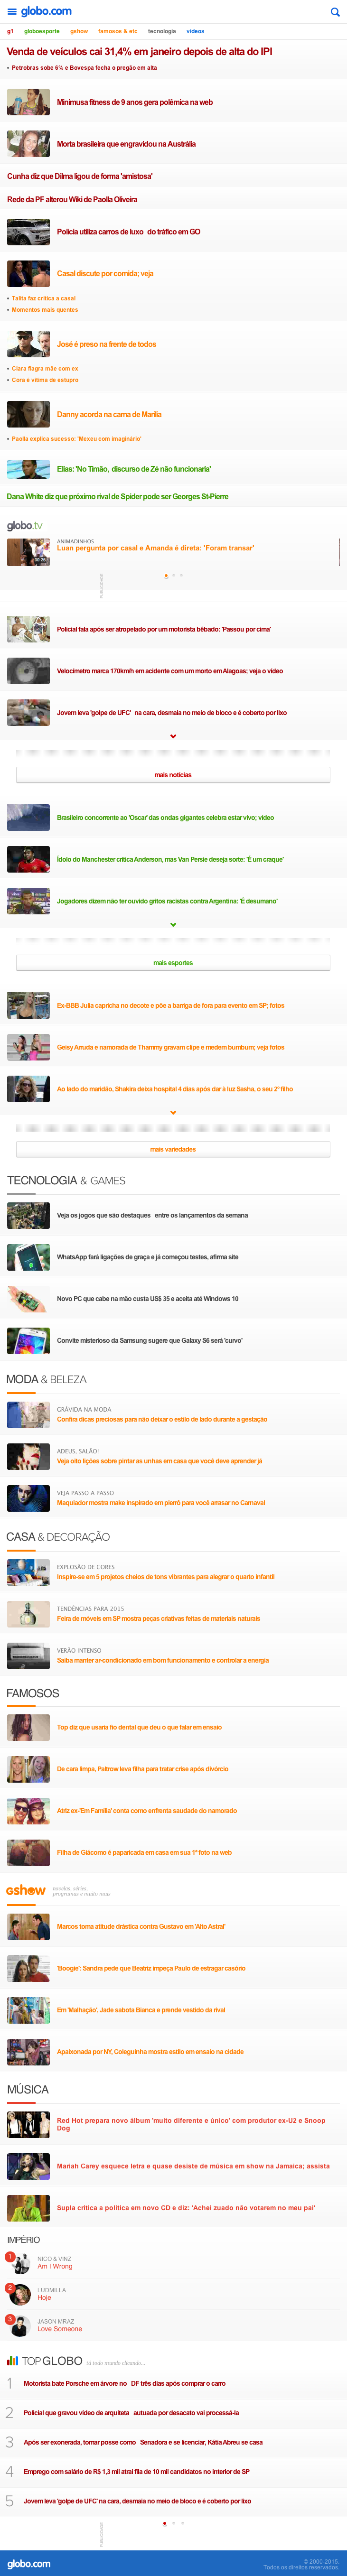 globo.com
g1 globoesporte gshow famosos & etc tecnologia vídeos
Venda de veículos cai 31,4% em janeiro depois de alta do IPI
• Petrobras sobe 6% e Bovespa fecha o pregão em alta
Minimusa fitness de 9 anos gera polêmica na web
Morta brasileira que engravidou na Austrália
Cunha diz que Dilma ligou de forma 'amistosa'
Rede da PF alterou Wiki de Paolla Oliveira
Polícia utiliza carros de luxo do tráfico em GO
Casal discute por comida; veja
• Talita faz crítica a casal
• Momentos mais quentes
José é preso na frente de todos
• Clara flagra mãe com ex
• Cora é vítima de estupro
Danny acorda na cama de Marília
• Paolla explica sucesso: 'Mexeu com imaginário'
Elias: 'No Timão, discurso de Zé não funcionaria'
Dana White diz que próximo rival de Spider pode ser Georges St-Pierre
globo.tv
ANIMADINHOS
Luan pergunta por casal e Amanda é direta: 'Foram transar'
PUBLICIDADE
Policial fala após ser atropelado por um motorista bêbado: 'Passou por cima'
Velocímetro marca 170km/h em acidente com um morto em Alagoas; veja o vídeo
Jovem leva 'golpe de UFC' na cara, desmaia no meio de bloco e é coberto por lixo
mais notícias
Brasileiro concorrente ao 'Oscar' das ondas gigantes celebra estar vivo; vídeo
Ídolo do Manchester critica Anderson, mas Van Persie deseja sorte: 'É um craque'
Jogadores dizem não ter ouvido gritos racistas contra Argentina: 'É desumano'
mais esportes
Ex-BBB Julia capricha no decote e põe a barriga de fora para evento em SP; fotos
Geisy Arruda e namorada de Thammy gravam clipe e medem bumbum; veja fotos
Ao lado do maridão, Shakira deixa hospital 4 dias após dar à luz Sasha, o seu 2º filho
mais variedades
TECNOLOGIA & GAMES
Veja os jogos que são destaques entre os lançamentos da semana
WhatsApp fará ligações de graça e já começou testes, afirma site
Novo PC que cabe na mão custa US$ 35 e aceita até Windows 10
Convite misterioso da Samsung sugere que Galaxy S6 será 'curvo'
MODA & BELEZA
GRÁVIDA NA MODA
Confira dicas preciosas para não deixar o estilo de lado durante a gestação
ADEUS, SALÃO!
Veja oito lições sobre pintar as unhas em casa que você deve aprender já
VEJA PASSO A PASSO
Maquiador mostra make inspirado em pierrô para você arrasar no Carnaval
CASA & DECORAÇÃO
EXPLOSÃO DE CORES
Inspire-se em 5 projetos cheios de tons vibrantes para alegrar o quarto infantil
TENDÊNCIAS PARA 2015
Feira de móveis em SP mostra peças criativas feitas de materiais naturais
VERÃO INTENSO
Saiba manter ar-condicionado em bom funcionamento e controlar a energia
FAMOSOS
Top diz que usaria fio dental que deu o que falar em ensaio
De cara limpa, Paltrow leva filha para tratar crise após divórcio
Atriz ex-'Em Família' conta como enfrenta saudade do namorado
Filha de Giácomo é paparicada em casa em sua 1ª foto na web
gshow novelas, séries,
programas e muito mais
Marcos toma atitude drástica contra Gustavo em 'Alto Astral'
'Boogie': Sandra pede que Beatriz impeça Paulo de estragar casório
Em 'Malhação', Jade sabota Bianca e prende vestido da rival
Apaixonada por NY, Coleguinha mostra estilo em ensaio na cidade
MÚSICA
Red Hot prepara novo álbum 'muito diferente e único' com produtor ex-U2 e Snoop
Dog
Mariah Carey esquece letra e quase desiste de música em show na Jamaica; assista
Supla critica a política em novo CD e diz: 'Achei zuado não votarem no meu pai'
IMPÉRIO
1 NICO & VINZ
Am I Wrong
2 LUDMILLA
Hoje
3 JASON MRAZ
Love Someone
TOP GLOBO tá todo mundo clicando...
1 Motorista bate Porsche em árvore no DF três dias após comprar o carro
2 Policial que gravou vídeo de arquiteta autuada por desacato vai processá-la
3 Após ser exonerada, tomar posse como Senadora e se licenciar, Kátia Abreu se casa
4 Emprego com salário de R$ 1,3 mil atrai fila de 10 mil candidatos no interior de SP
5 Jovem leva 'golpe de UFC' na cara, desmaia no meio de bloco e é coberto por lixo
PUBLICIDADE
globo.com
© 2000-2015.
Todos os direitos reservados.